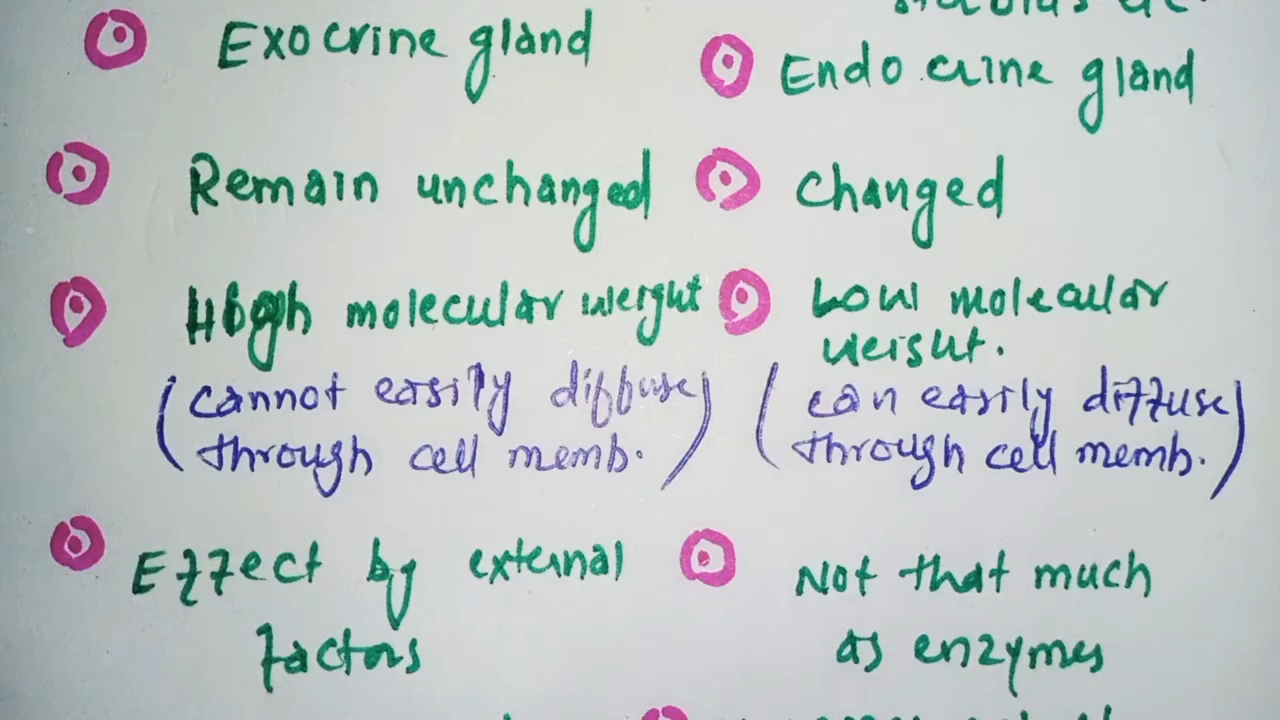 Exocrine gland
Endocrine gland
Remain unchanged
changed
High molecular weight
Low molecular
weight.
(cannot easily diffuse
through cell memb.)
(can easily diffuse
through cell memb.)
Effect by external
factors
Not that much
as enzymes